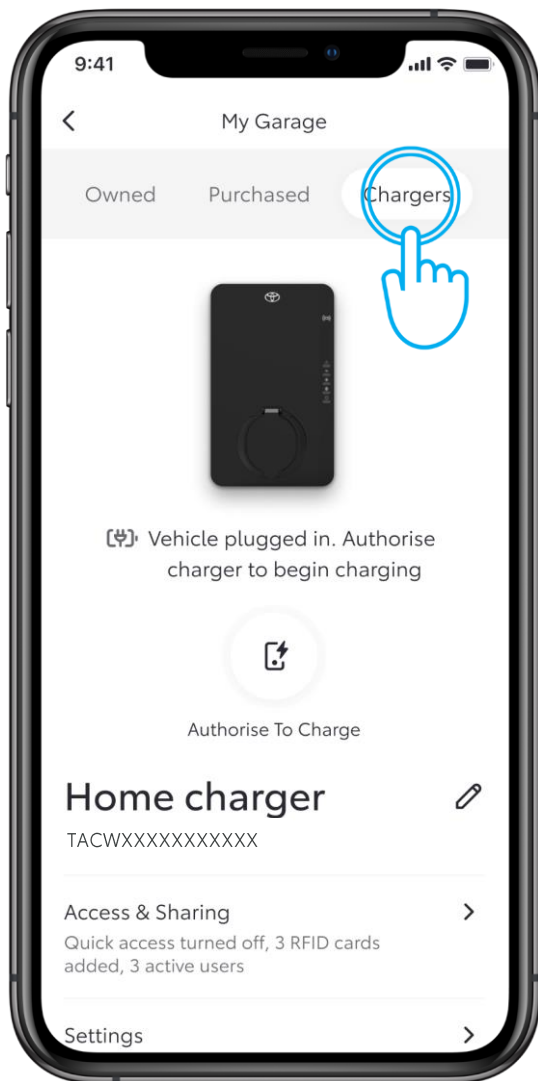 9:41
My Garage
Owned Purchased Chargers
Vehicle plugged in. Authorise
charger to begin charging
Authorise To Charge
Home charger
TACWXXXXXXXXXXX
Access & Sharing
Quick access turned off, 3 RFID cards
added, 3 active users
Settings